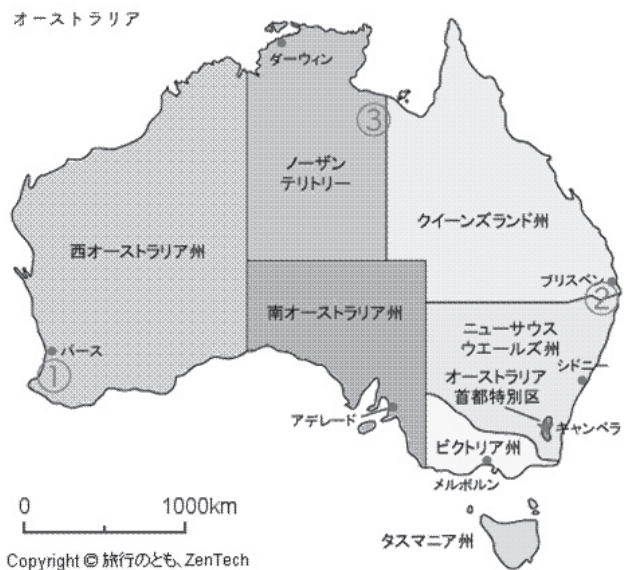 オーストラリア
ダーウィン
③
ノーザン
テリトリー
クイーンズランド州
西オーストラリア州
ブリスベン
②
南オーストラリア州
ニューサウス
ウエールズ州
パース
①
シドニー
オーストラリア
首都特別区
アデレード
キャンベラ
ビクトリア州
メルボルン
0 1000km
タスマニア州
Copyright © 旅行のとも、ZenTech